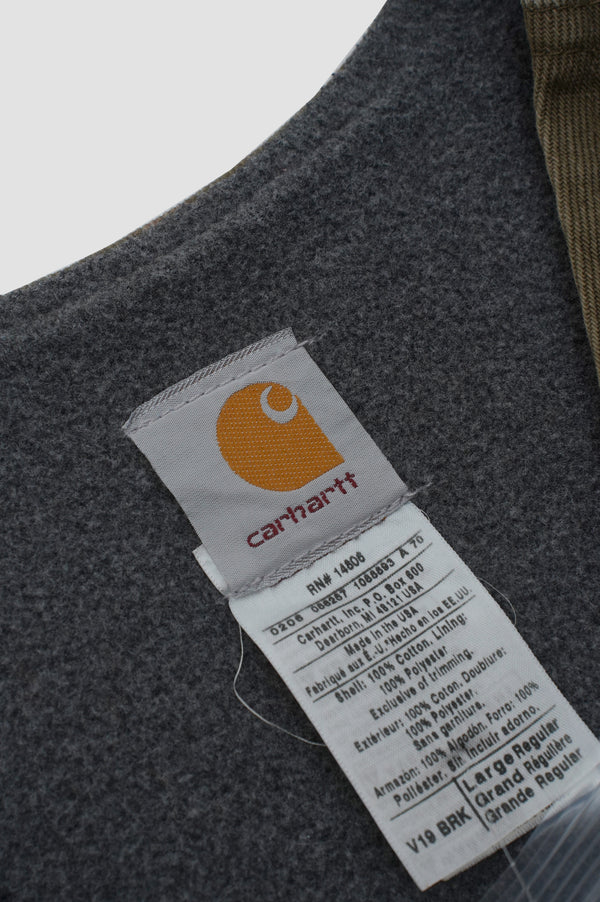 carhartt
RN# 14806
0206 066287 1086893 A 70
Carhartt, Inc, P.O. Box 600
Dearborn, MI 48121 USA
Made in the USA
Fabriqué aux É.-U.*Hecho en los EE.UU.
Shell: 100% Cotton. Lining:
100% Polyester
Exclusive of trimming.
Extérieur: 100% Coton. Doublure:
100% Polyester
Sans garniture.
Armazon: 100% Algodon. Forro: 100%
Poliéster. Sin incluir adorno.
V19 BRK
Large Regular
Grand Régulière
Grande Regular